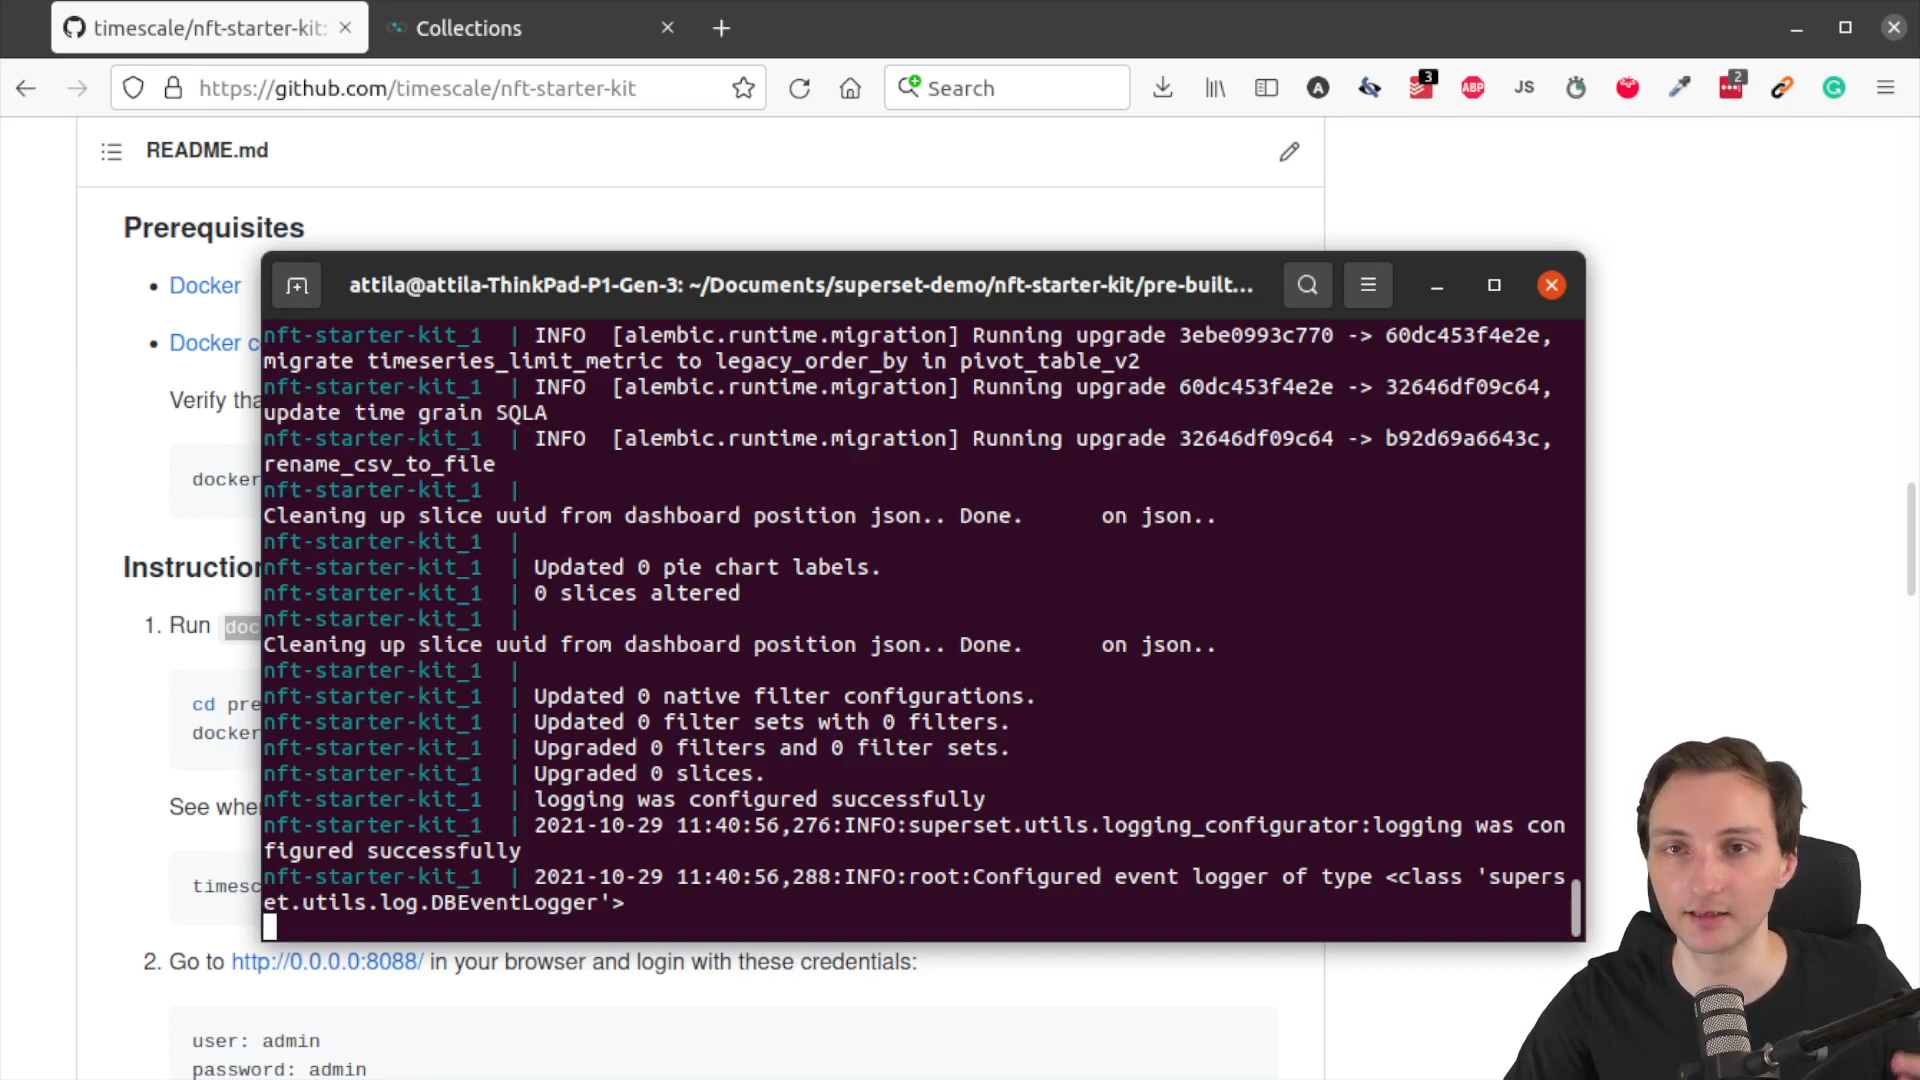 timescale/nft-starter-kit:
Collections
https://github.com/timescale/nft-starter-kit
Search
A
3
ABP
JS
2
G
README.md
Prerequisites
Docker
Docker c
Verify tha
docker
Instruction
1. Run doc
cd pre
docker
See whe
timesc
attila@attila-ThinkPad-P1-Gen-3: ~/Documents/superset-demo/nft-starter-kit/pre-built...
nft-starter-kit_1 | INFO [alembic.runtime.migration] Running upgrade 3ebe0993c770 -> 60dc453f4e2e,
migrate timeseries_limit_metric to legacy_order_by in pivot_table_v2
nft-starter-kit_1 | INFO [alembic.runtime.migration] Running upgrade 60dc453f4e2e -> 32646df09c64,
update time grain SQLA
nft-starter-kit_1 | INFO [alembic.runtime.migration] Running upgrade 32646df09c64 -> b92d69a6643c,
rename_csv_to_file
nft-starter-kit_1 |
Cleaning up slice uuid from dashboard position json.. Done. on json..
nft-starter-kit_1 |
nft-starter-kit_1 | Updated 0 pie chart labels.
nft-starter-kit_1 | 0 slices altered
nft-starter-kit_1 |
Cleaning up slice uuid from dashboard position json.. Done. on json..
nft-starter-kit_1 |
nft-starter-kit_1 | Updated 0 native filter configurations.
nft-starter-kit_1 | Updated 0 filter sets with 0 filters.
nft-starter-kit_1 | Upgraded 0 filters and 0 filter sets.
nft-starter-kit_1 | Upgraded 0 slices.
nft-starter-kit_1 | logging was configured successfully
nft-starter-kit_1 | 2021-10-29 11:40:56,276:INFO:superset.utils.logging_configurator:logging was con
figured successfully
nft-starter-kit_1 | 2021-10-29 11:40:56,288:INFO:root:Configured event logger of type <class 'supers
et.utils.log.DBEventLogger'>
2. Go to http://0.0.0.0:8088/ in your browser and login with these credentials:
user: admin
password: admin